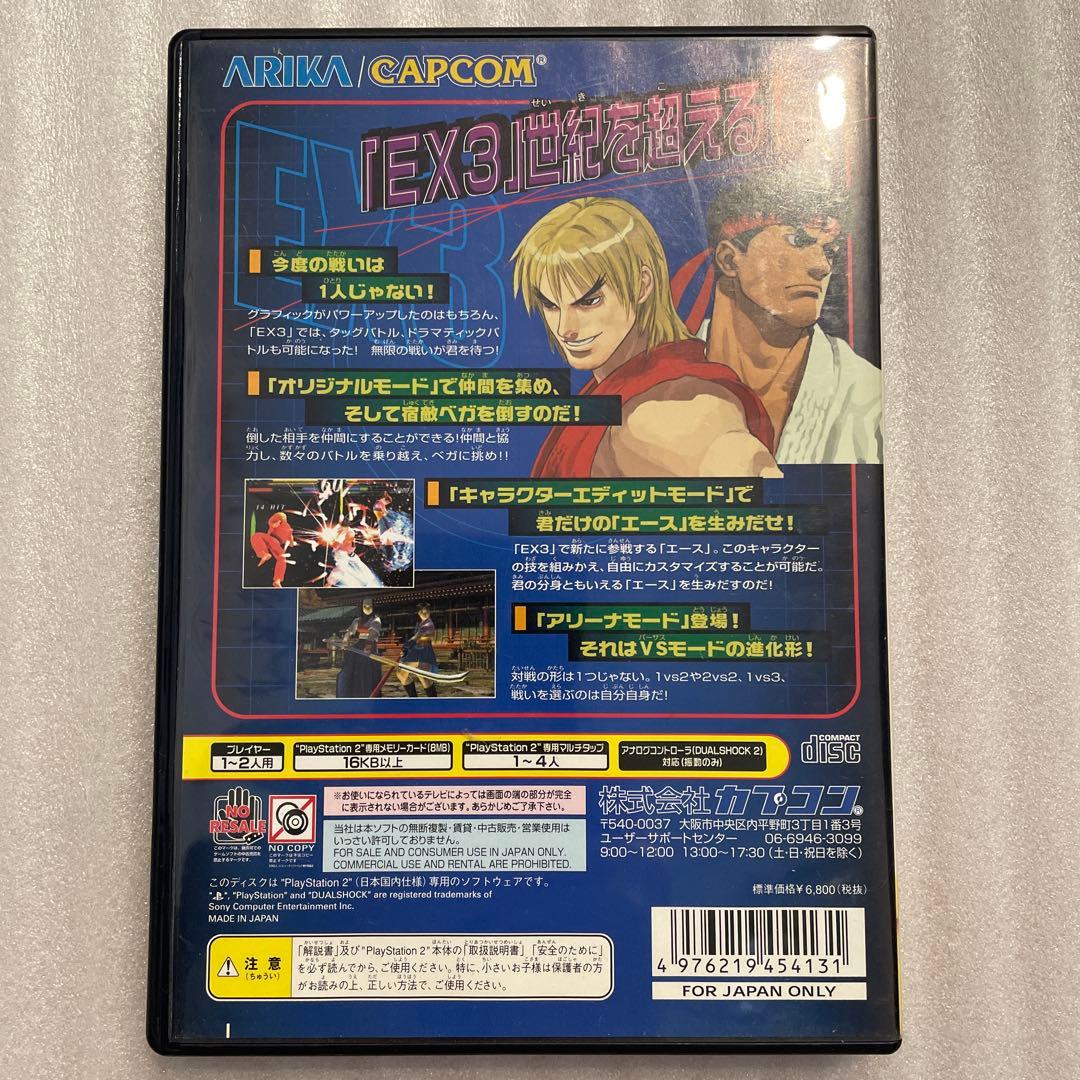 ARIKA/CAPCOM®
「EX3」世紀を超える
EX3
今度の戦いは
1人じゃない!
グラフィックがパワーアップしたのはもちろん、
「EX3」では、タッグバトル、ドラマティックバ
トルも可能になった! 無限の戦いが君を待つ!
「オリジナルモード」で仲間を集め、
そして宿敵ベガを倒すのだ!
倒した相手を仲間にすることができる!仲間と協
力し、数々のバトルを乗り越え、ベガに挑め!!
14 HIT
「キャラクターエディットモード」で
君だけの「エース」を生みだせ!
「EX3」で新たに参戦する「エース」。このキャラクター
の技を組みかえ、自由にカスタマイズすることが可能だ。
君の分身ともいえる「エース」を生みだすのだ!
「アリーナモード」登場!
それはVSモードの進化形!
対戦の形は1つじゃない。1vs2や2vs2、1vs3、
戦いを選ぶのは自分自身だ!
プレイヤー
1~2人用
"PlayStation 2"専用メモリーカード(8MB)
16KB以上
"PlayStation 2"専用マルチタップ
1~4人
アナログコントローラ(DUALSHOCK 2)
対応(振動のみ)
COMPACT
disc
NO
RESALE
NO COPY
※お使いになられているテレビによっては画面の端の部分が完全
に表示されない場合がございます。あらかじめご了承下さい。
当社は本ソフトの無断複製・賃貸・中古販売・営業使用は
いっさい許可しておりません。
FOR SALE AND CONSUMER USE IN JAPAN ONLY.
COMMERCIAL USE AND RENTAL ARE PROHIBITED.
株式会社カプコン®
〒540-0037 大阪市中央区内平野町3丁目1番3号
ユーザーサポートセンター 06-6946-3099
9:00~12:00 13:00~17:30(土・日・祝日を除く)
このディスクは"PlayStation 2"(日本国内仕様)専用のソフトウェアです。
"PlayStation" and "DUALSHOCK" are registered trademarks of
Sony Computer Entertainment Inc.
MADE IN JAPAN
標準価格¥6,800(税抜)
注意
(ちゅうい)
「解説書」及び"PlayStation 2"本体の「取扱説明書」「安全のために」
を必ず読んでから、ご使用ください。特に、小さいお子様は保護者の方
がお読みの上、正しい方法で、ご使用ください。
4 976219 454131
FOR JAPAN ONLY